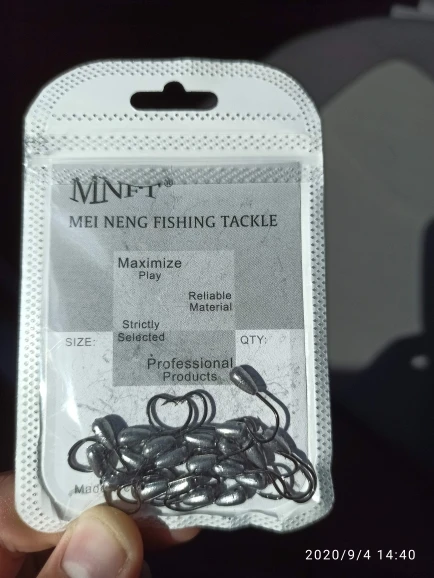 MNFT®
MEI NENG FISHING TACKLE
Maximize
Play
Reliable
Material
Strictly
Selected
SIZE:
QTY:
Professional
Products
2020/9/4 14:40